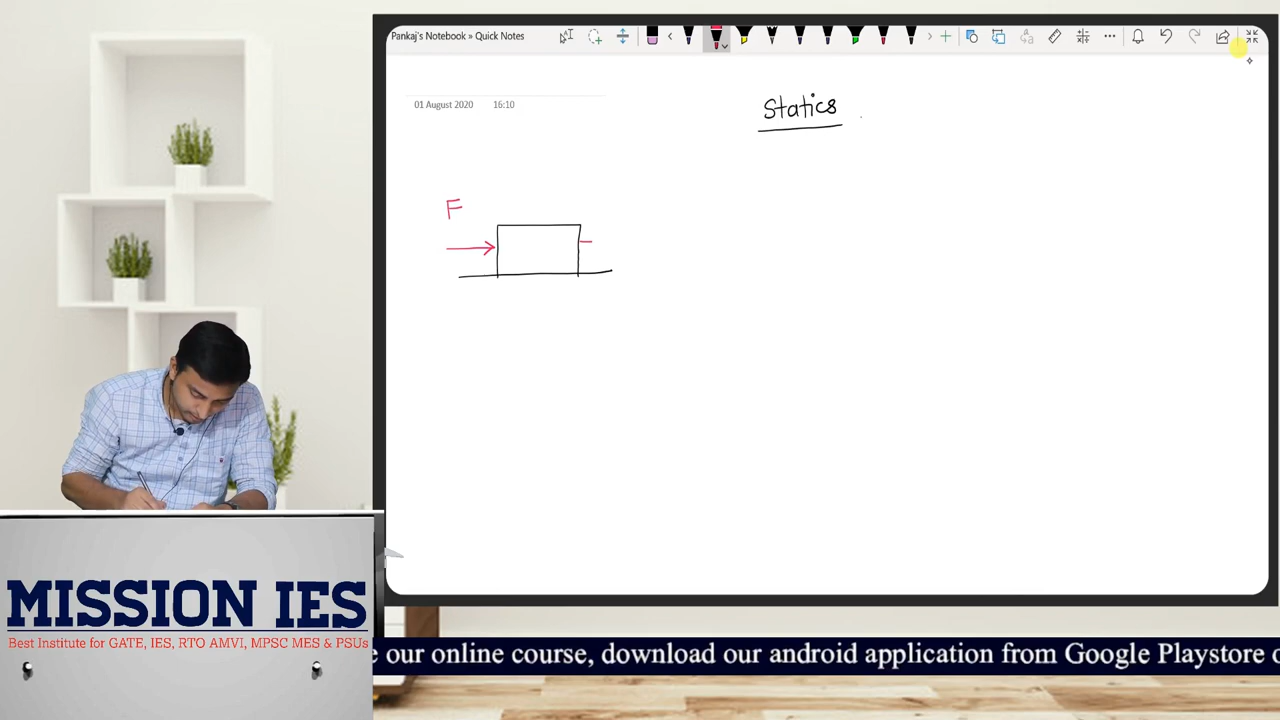 Pankaj's Notebook » Quick Notes
01 August 2020 16:10
Statics
F
MISSION IES
Best Institute for GATE, IES, RTO AMVI, MPSC MES & PSUs
our online course, download our android application from Google Playstore